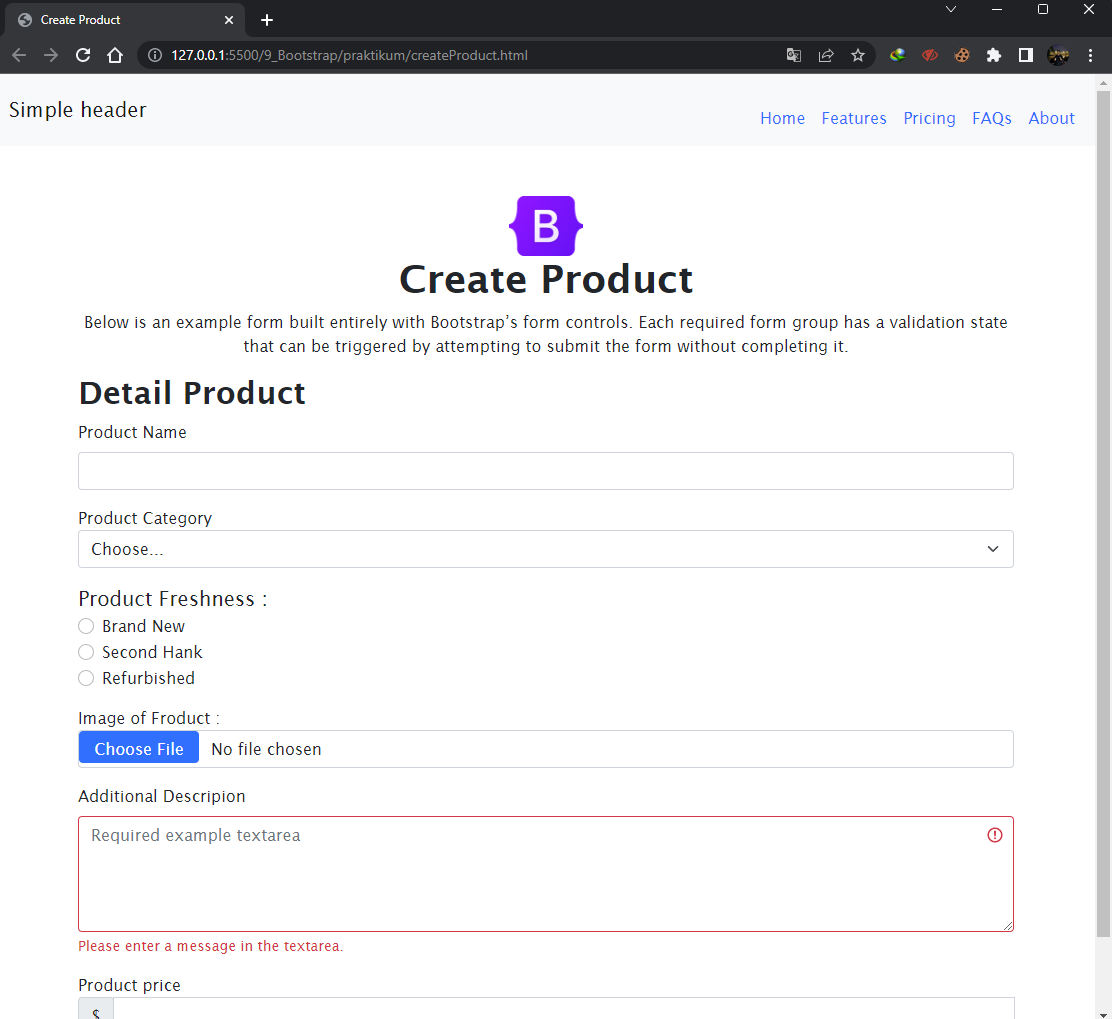 Create Product
127.0.0.1:5500/9_Bootstrap/praktikum/createProduct.html
Simple header
Home Features Pricing FAQs About
B
Create Product
Below is an example form built entirely with Bootstrap’s form controls. Each required form group has a validation state
that can be triggered by attempting to submit the form without completing it.
Detail Product
Product Name
Product Category
Choose...
Product Freshness :
Brand New
Second Hank
Refurbished
Image of Froduct :
Choose File No file chosen
Additional Descripion
Required example textarea
Please enter a message in the textarea.
Product price
$